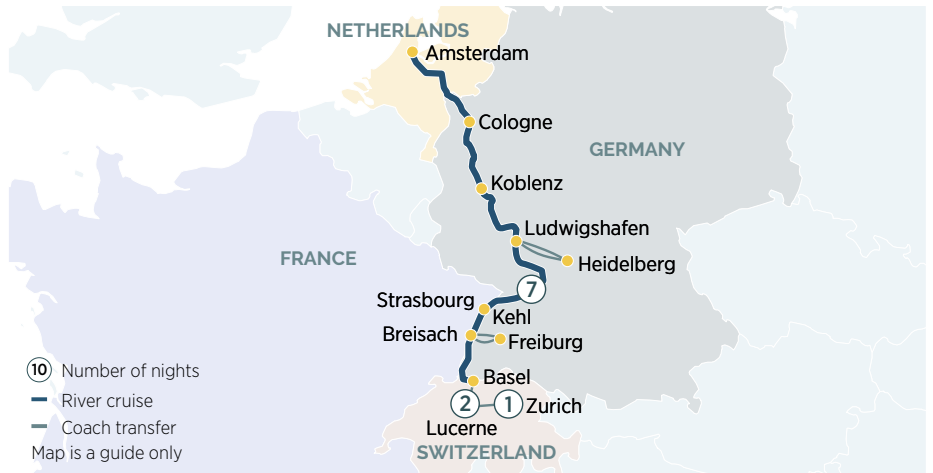 NETHERLANDS
Amsterdam
Cologne
GERMANY
Koblenz
Ludwigshafen
FRANCE
Heidelberg
7
Strasbourg
Kehl
Breisach
Freiburg
10 Number of nights
Basel
River cruise
2 1 Zurich
Coach transfer
Lucerne
Map is a guide only
SWITZERLAND